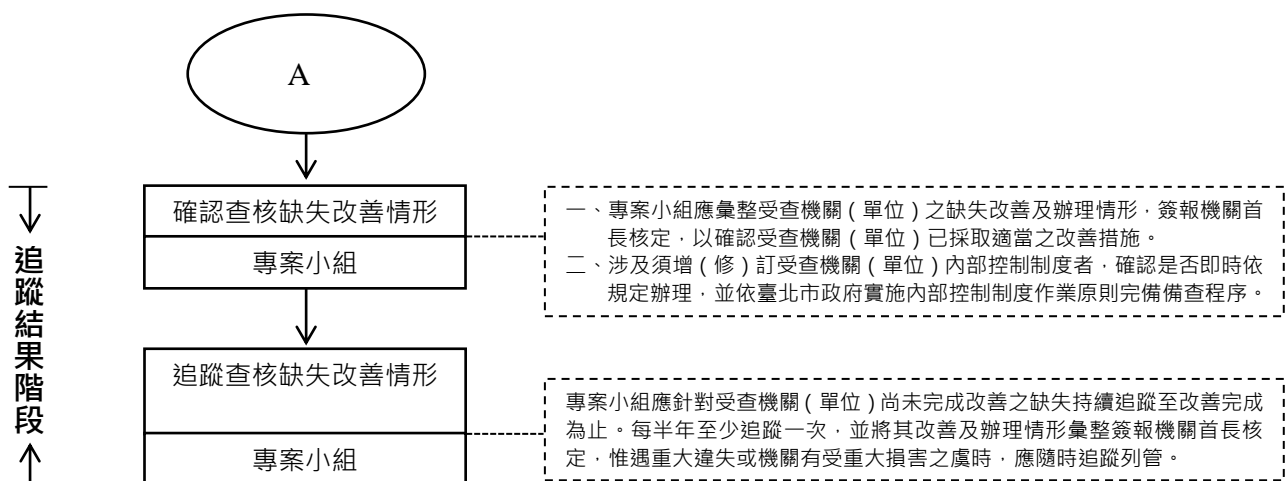 A
追蹤結果階段
確認查核缺失改善情形
專案小組
一、專案小組應彙整受查機關(單位)之缺失改善及辦理情形，簽報機關首
長核定，以確認受查機關(單位)已採取適當之改善措施。
二、涉及須增(修)訂受查機關(單位)內部控制制度者，確認是否即時依
規定辦理，並依臺北市政府實施內部控制制度作業原則完備備查程序。
追蹤查核缺失改善情形
專案小組
專案小組應針對受查機關(單位)尚未完成改善之缺失持續追蹤至改善完成
為止。每半年至少追蹤一次，並將其改善及辦理情形彙整簽報機關首長核
定，惟遇重大違失或機關有受重大損害之虞時，應隨時追蹤列管。